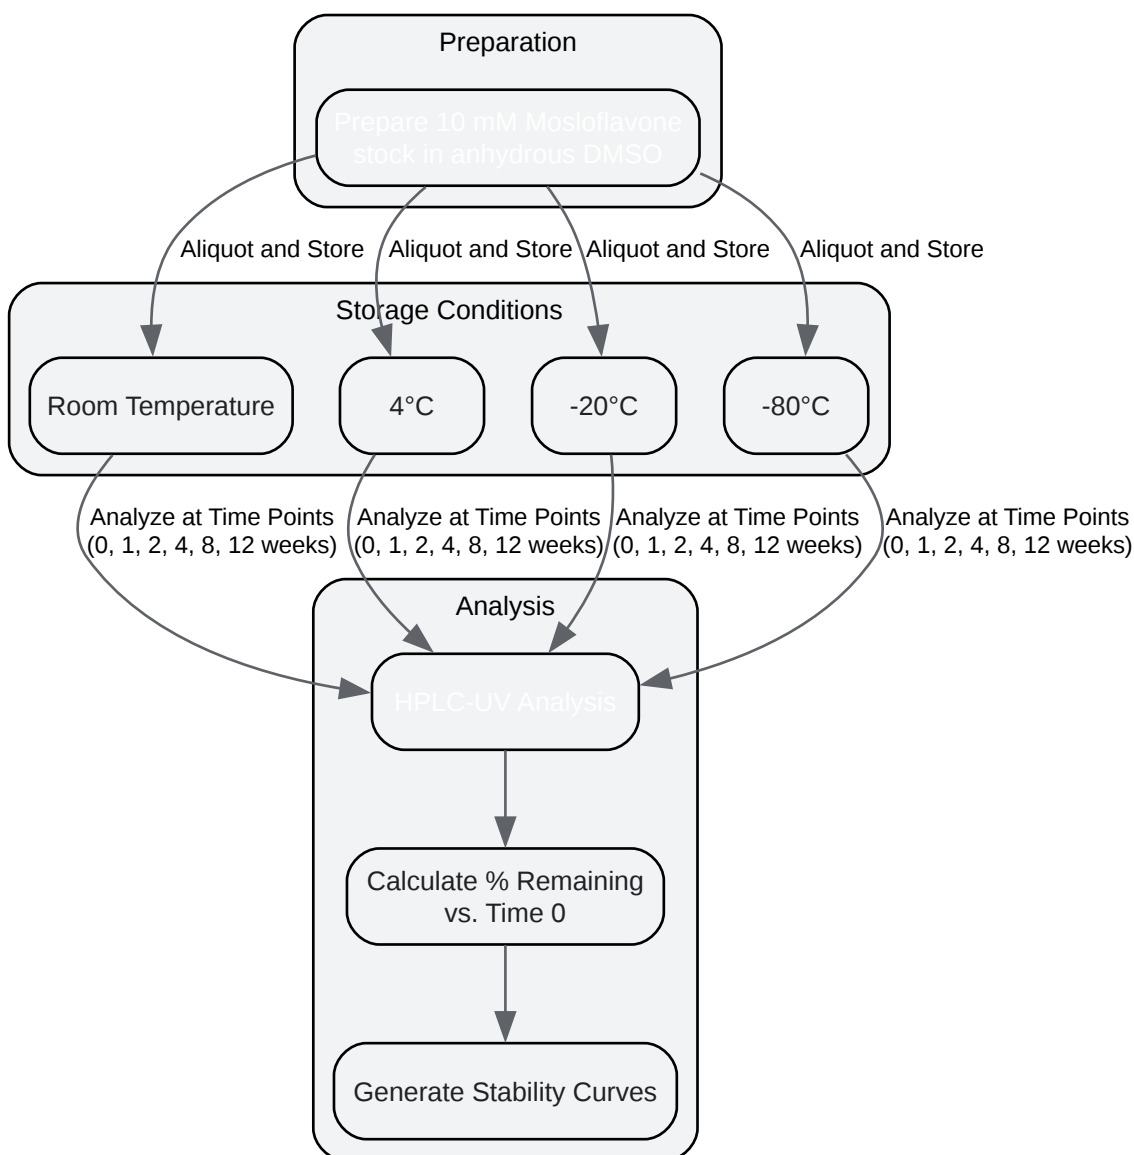 Preparation
Prepare 10 mM Mosloflavone
stock in anhydrous DMSO
Aliquot and Store
Aliquot and Store
Aliquot and Store
Aliquot and Store
Storage Conditions
Room Temperature
4°C
-20°C
-80°C
Analyze at Time Points
(0, 1, 2, 4, 8, 12 weeks)
Analyze at Time Points
(0, 1, 2, 4, 8, 12 weeks)
Analyze at Time Points
(0, 1, 2, 4, 8, 12 weeks)
Analyze at Time Points
(0, 1, 2, 4, 8, 12 weeks)
Analysis
HPLC-UV Analysis
Calculate % Remaining
vs. Time 0
Generate Stability Curves